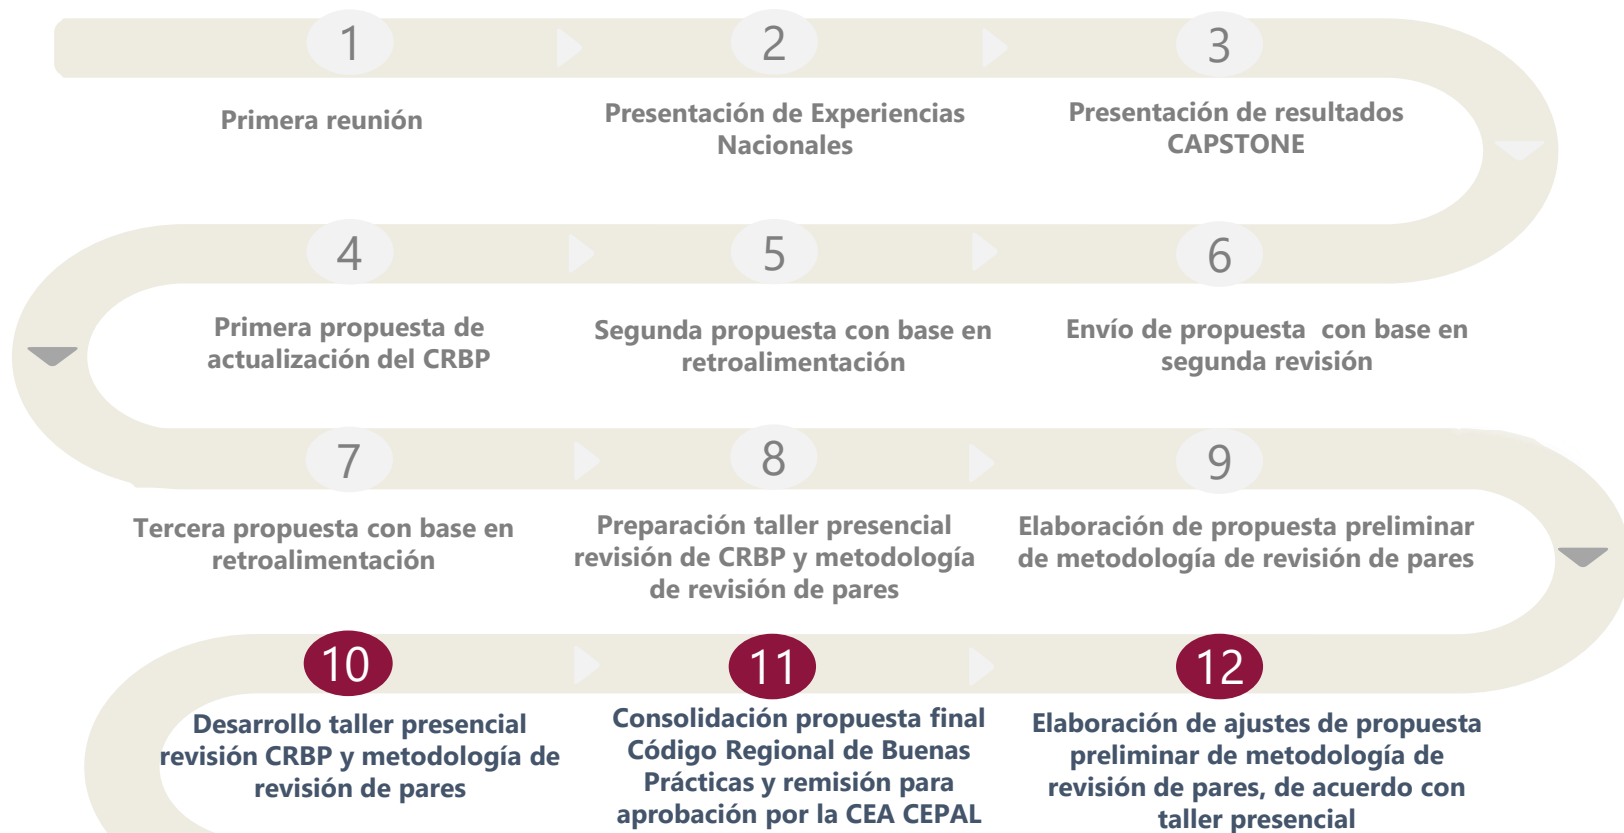 1
Primera reunión
2
Presentación de Experiencias
Nacionales
3
Presentación de resultados
CAPSTONE
4
Primera propuesta de
actualización del CRBP
5
Segunda propuesta con base en
retroalimentación
6
Envío de propuesta con base en
segunda revisión
7
Tercera propuesta con base en
retroalimentación
8
Preparación taller presencial
revisión de CRBP y metodología
de revisión de pares
9
Elaboración de propuesta preliminar
de metodología de revisión de pares
10
Desarrollo taller presencial
revisión CRBP y metodología de
revisión de pares
11
Consolidación propuesta final
Código Regional de Buenas
Prácticas y remisión para
aprobación por la CEA CEPAL
12
Elaboración de ajustes de propuesta
preliminar de metodología de
revisión de pares, de acuerdo con
taller presencial